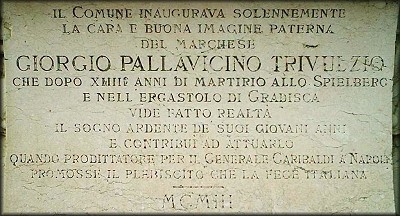 IL COMUNE INAUGURAVA SOLENNEMENTE
LA CARA E BUONA IMAGINE PATERNA
DEL MARCHESE
GIORGIO PALLAVICINO TRIVULZIO
CHE DOPO XMIII ANNI DI MARTIRIO ALLO SPIELBERG
E NELL'ERGASTOLO DI GRADISCA
VIDE FATTO REALTÀ
IL SOGNO ARDENTE DE' SUOI GIOVANI ANNI
E CONTRIBUÌ AD ATTUARLO
QUANDO PRODITTATORE PER IL GENERALE GARIBALDI A NAPOLI
PROMOSSE IL PLEBISCITO CHE LA FECE ITALIANA
MCMIII